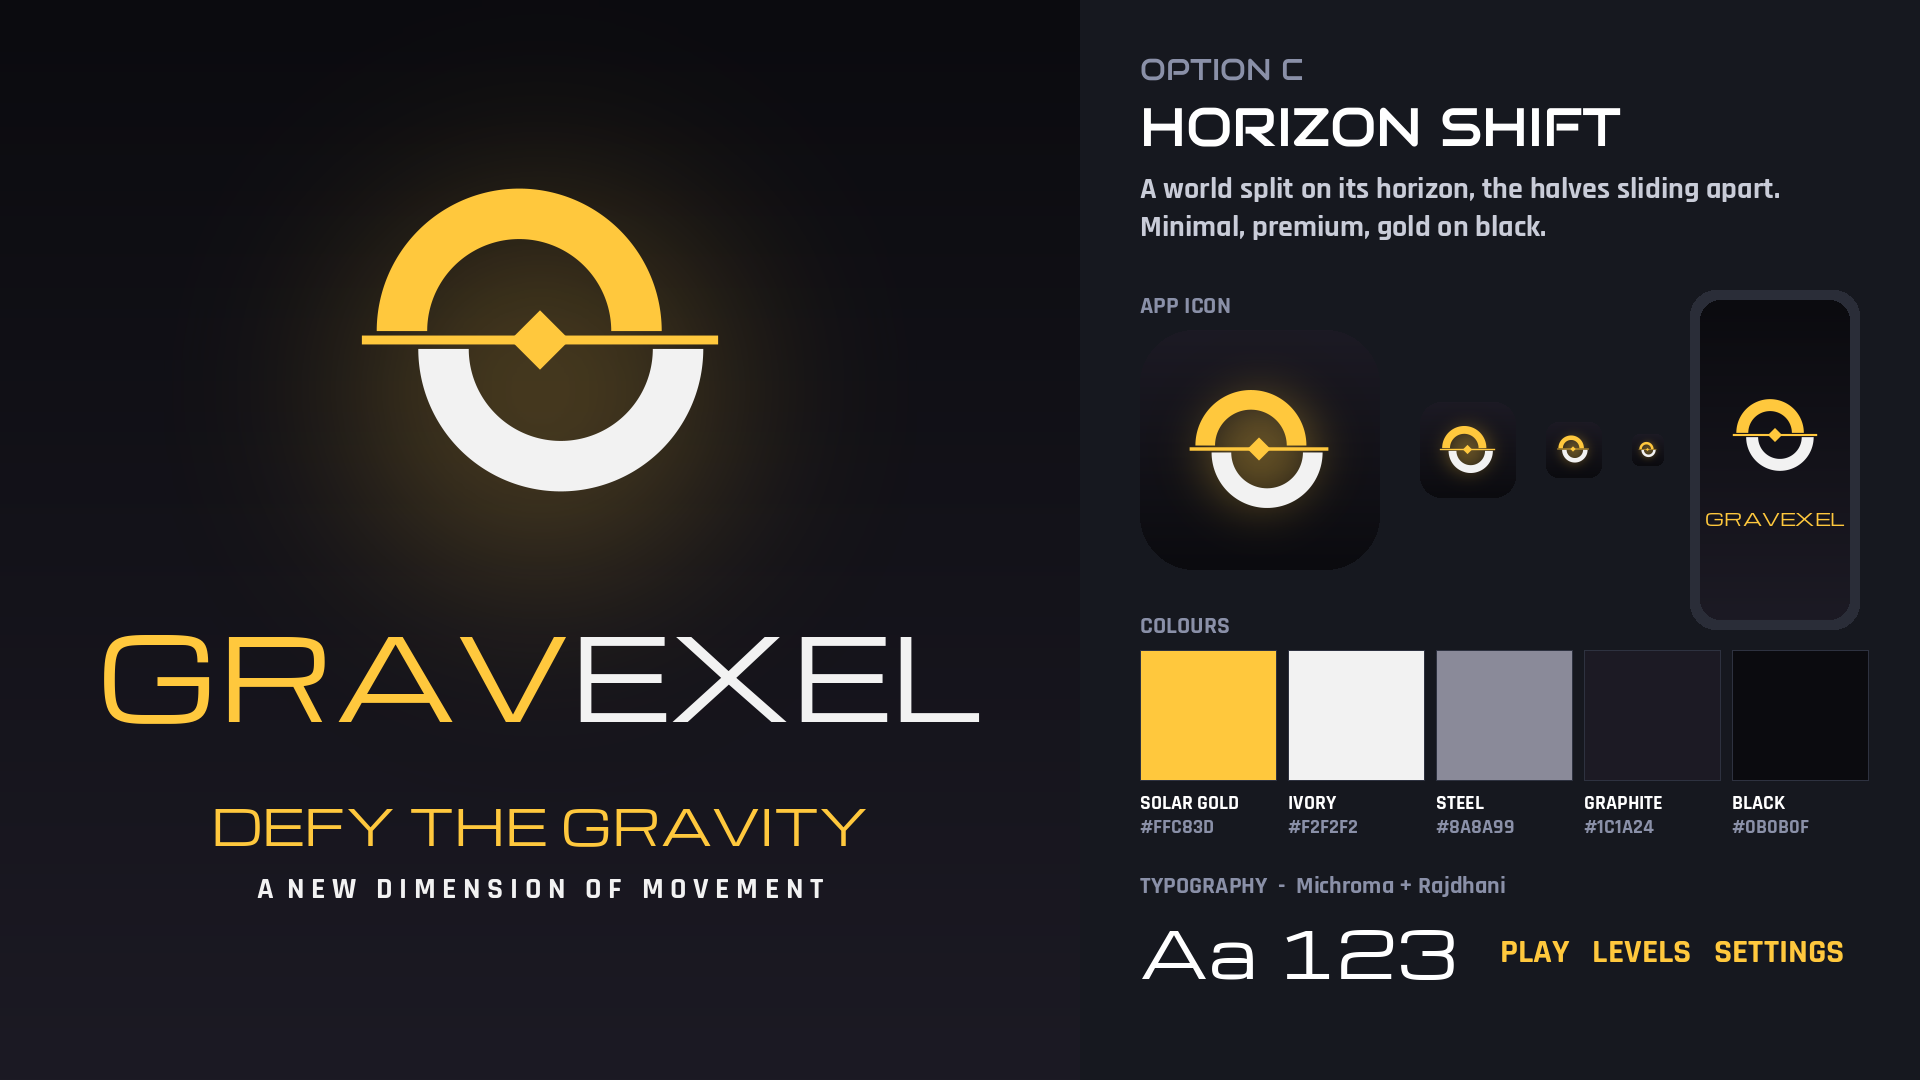 GRAVEXEL
DEFY THE GRAVITY
A NEW DIMENSION OF MOVEMENT
OPTION C
HORIZON SHIFT
A world split on its horizon, the halves sliding apart.
Minimal, premium, gold on black.
APP ICON
GRAVEXEL
COLOURS
SOLAR GOLD
#FFC83D
IVORY
#F2F2F2
STEEL
#8A8A99
GRAPHITE
#1C1A24
BLACK
#0B0B0F
TYPOGRAPHY - Michroma + Rajdhani
Aa 123
PLAY LEVELS SETTINGS